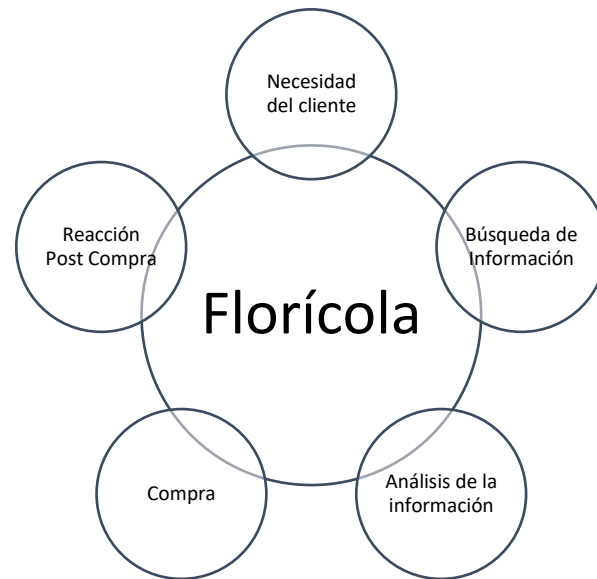 Necesidad
del cliente
Búsqueda de
Información
Análisis de la
información
Compra
Reacción
Post Compra
Florícola